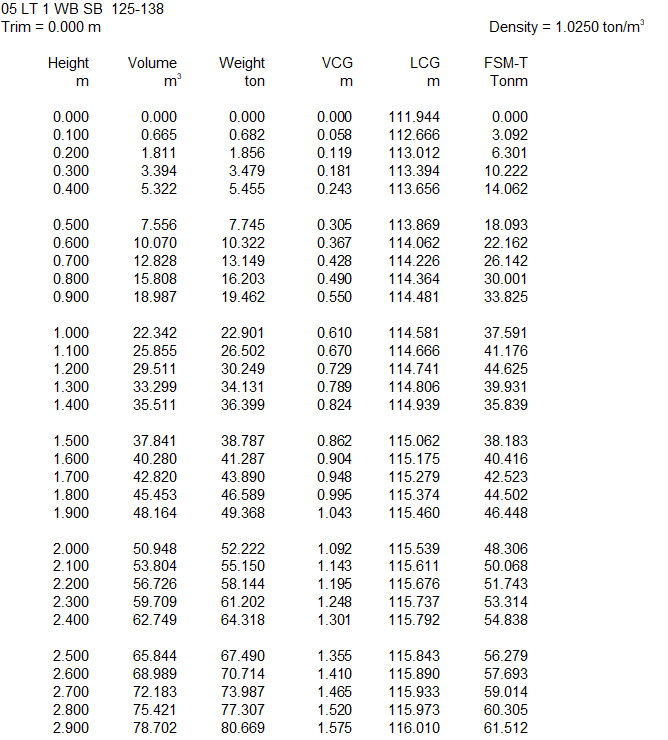 05 LT 1 WB SB 125-138
Trim = 0.000 m Density = 1.0250 ton/m³
Height Volume Weight VCG LCG FSM-T
m m³ ton m m Tonm
0.000 0.000 0.000 0.000 111.944 0.000
0.100 0.665 0.682 0.058 112.666 3.092
0.200 1.811 1.856 0.119 113.012 6.301
0.300 3.394 3.479 0.181 113.394 10.222
0.400 5.322 5.455 0.243 113.656 14.062
0.500 7.556 7.745 0.305 113.869 18.093
0.600 10.070 10.322 0.367 114.062 22.162
0.700 12.828 13.149 0.428 114.226 26.142
0.800 15.808 16.203 0.490 114.364 30.001
0.900 18.987 19.462 0.550 114.481 33.825
1.000 22.342 22.901 0.610 114.581 37.591
1.100 25.855 26.502 0.670 114.666 41.176
1.200 29.511 30.249 0.729 114.741 44.625
1.300 33.299 34.131 0.789 114.806 39.931
1.400 35.511 36.399 0.824 114.939 35.839
1.500 37.841 38.787 0.862 115.062 38.183
1.600 40.280 41.287 0.904 115.175 40.416
1.700 42.820 43.890 0.948 115.279 42.523
1.800 45.453 46.589 0.995 115.374 44.502
1.900 48.164 49.368 1.043 115.460 46.448
2.000 50.948 52.222 1.092 115.539 48.306
2.100 53.804 55.150 1.143 115.611 50.068
2.200 56.726 58.144 1.195 115.676 51.743
2.300 59.709 61.202 1.248 115.737 53.314
2.400 62.749 64.318 1.301 115.792 54.838
2.500 65.844 67.490 1.355 115.843 56.279
2.600 68.989 70.714 1.410 115.890 57.693
2.700 72.183 73.987 1.465 115.933 59.014
2.800 75.421 77.307 1.520 115.973 60.305
2.900 78.702 80.669 1.575 116.010 61.512